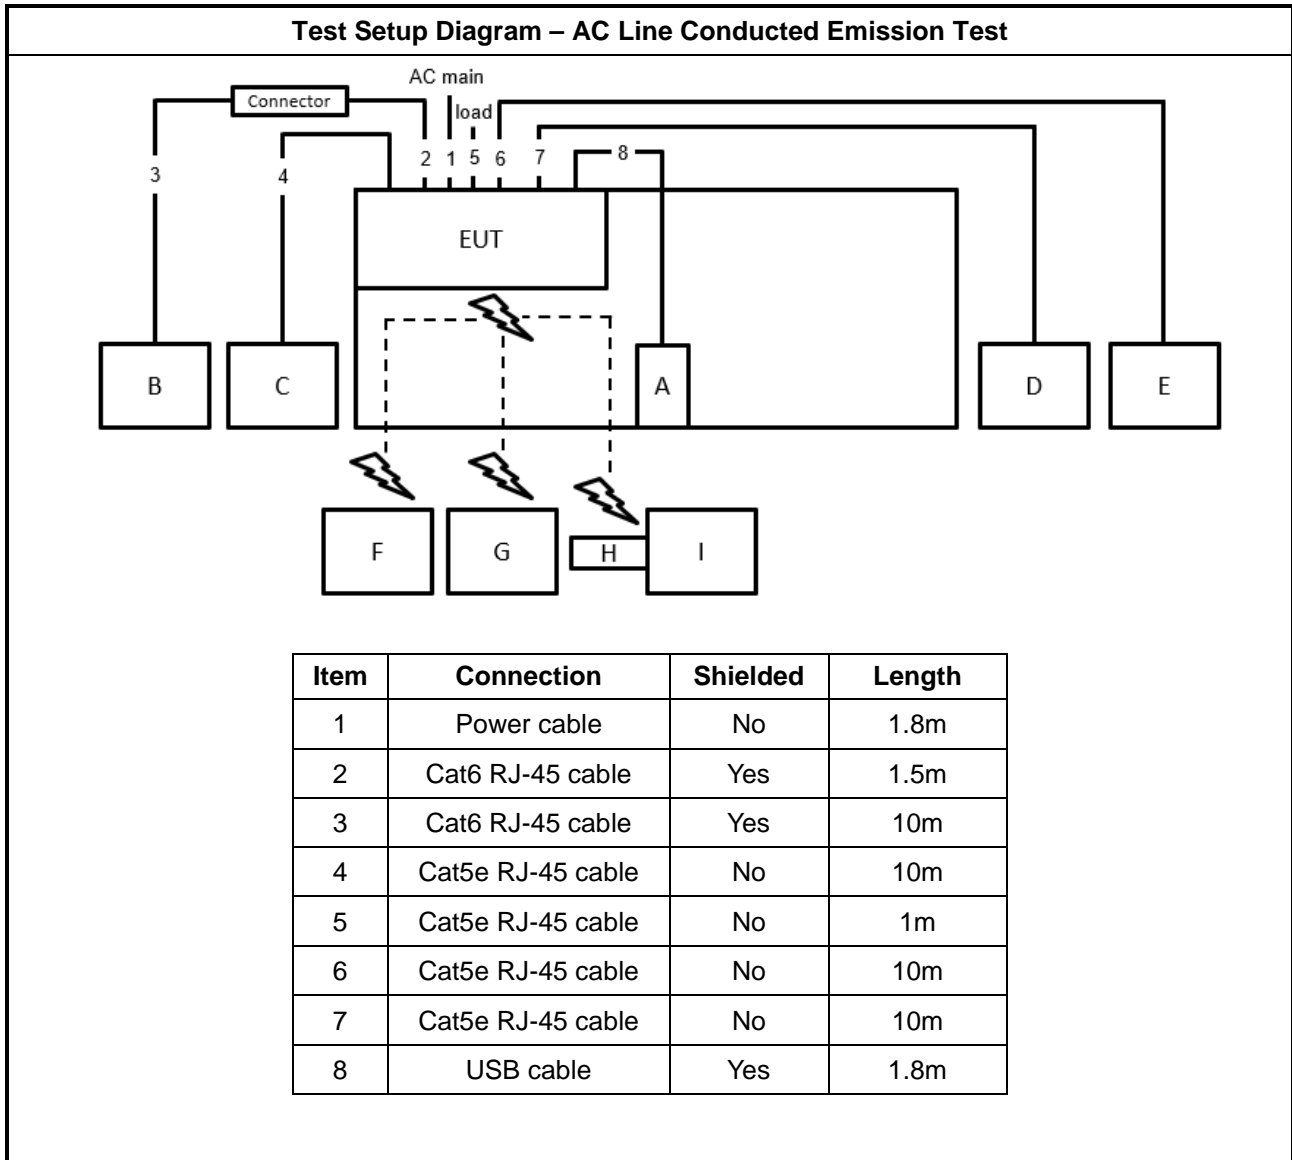 Test Setup Diagram – AC Line Conducted Emission Test
AC main
Connector
load
3
4
2 1 5 6 7 8
EUT
B C A D E
F G H I
Item Connection Shielded Length
1 Power cable No 1.8m
2 Cat6 RJ-45 cable Yes 1.5m
3 Cat6 RJ-45 cable Yes 10m
4 Cat5e RJ-45 cable No 10m
5 Cat5e RJ-45 cable No 1m
6 Cat5e RJ-45 cable No 10m
7 Cat5e RJ-45 cable No 10m
8 USB cable Yes 1.8m